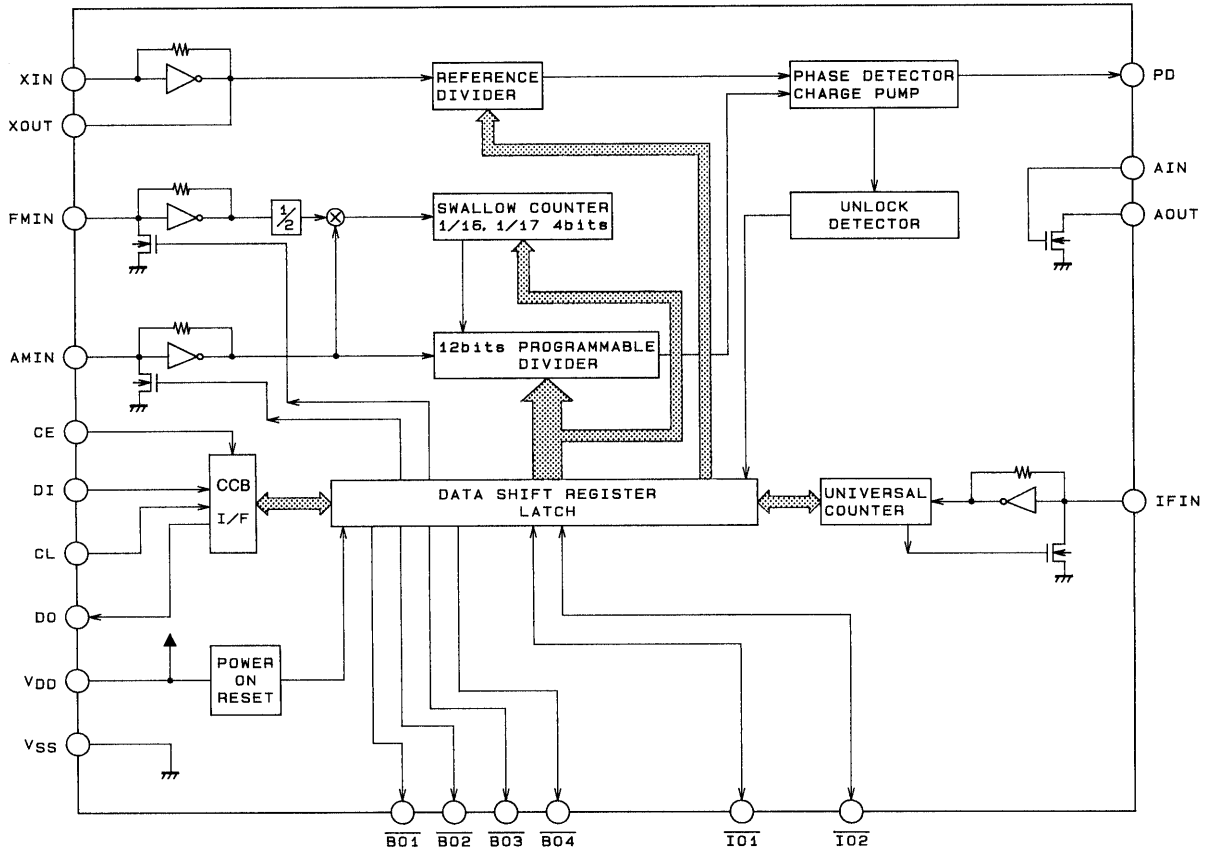 XIN
REFERENCE
DIVIDER
PHASE DETECTOR
CHARGE PUMP
PD
XOUT
AIN
FMIN
1/2
SWALLOW COUNTER
1/16, 1/17 4bits
UNLOCK
DETECTOR
AOUT
AMIN
12bits PROGRAMMABLE
DIVIDER
CE
DI
CCB
I/F
DATA SHIFT REGISTER
LATCH
UNIVERSAL
COUNTER
IFIN
CL
DO
VDD
POWER
ON
RESET
VSS
BO1 BO2 BO3 BO4 IO1 IO2